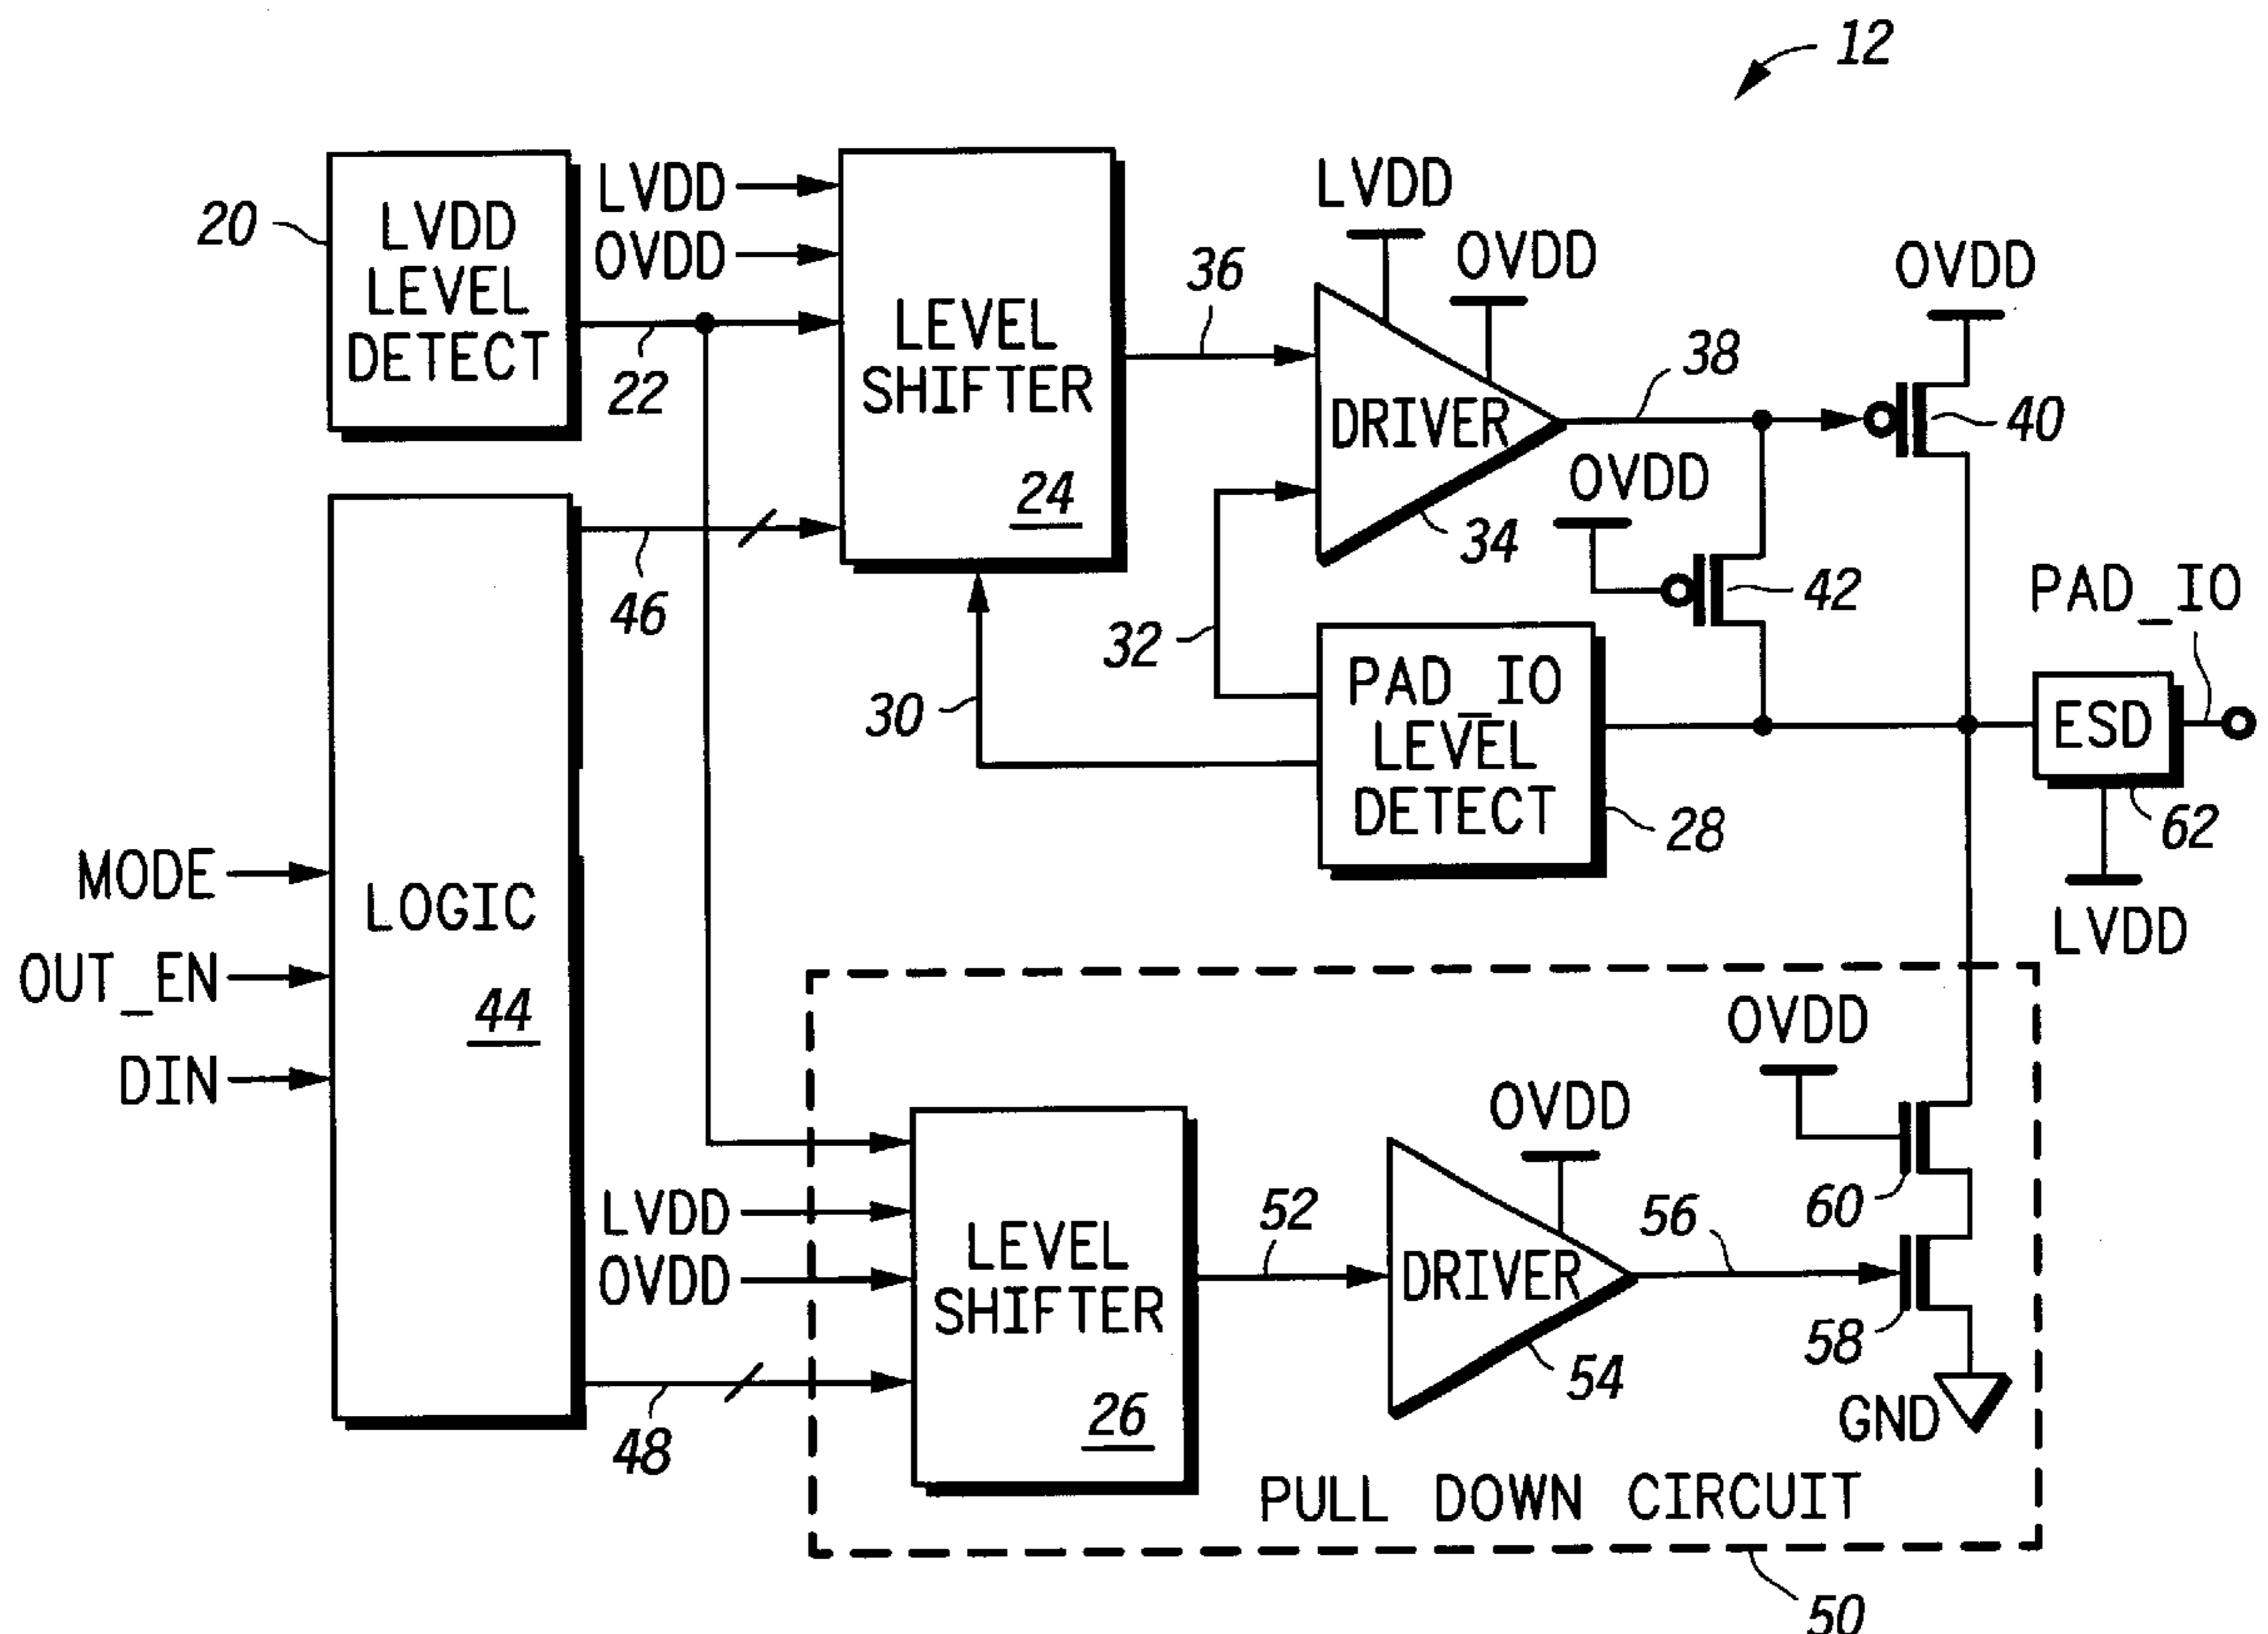 12
20
LVDD
LEVEL
DETECT
22
LVDD
OVDD
LEVEL
SHIFTER
24
36
LVDD
OVDD
DRIVER
34
38
OVDD
40
OVDD
42
46
30
32
PAD_IO
LEVEL
DETECT
28
PAD_IO
ESD
62
LVDD
MODE
OUT_EN
DIN
LOGIC
44
48
LVDD
OVDD
LEVEL
SHIFTER
26
52
OVDD
DRIVER
54
56
OVDD
60
58
GND
PULL DOWN CIRCUIT
50